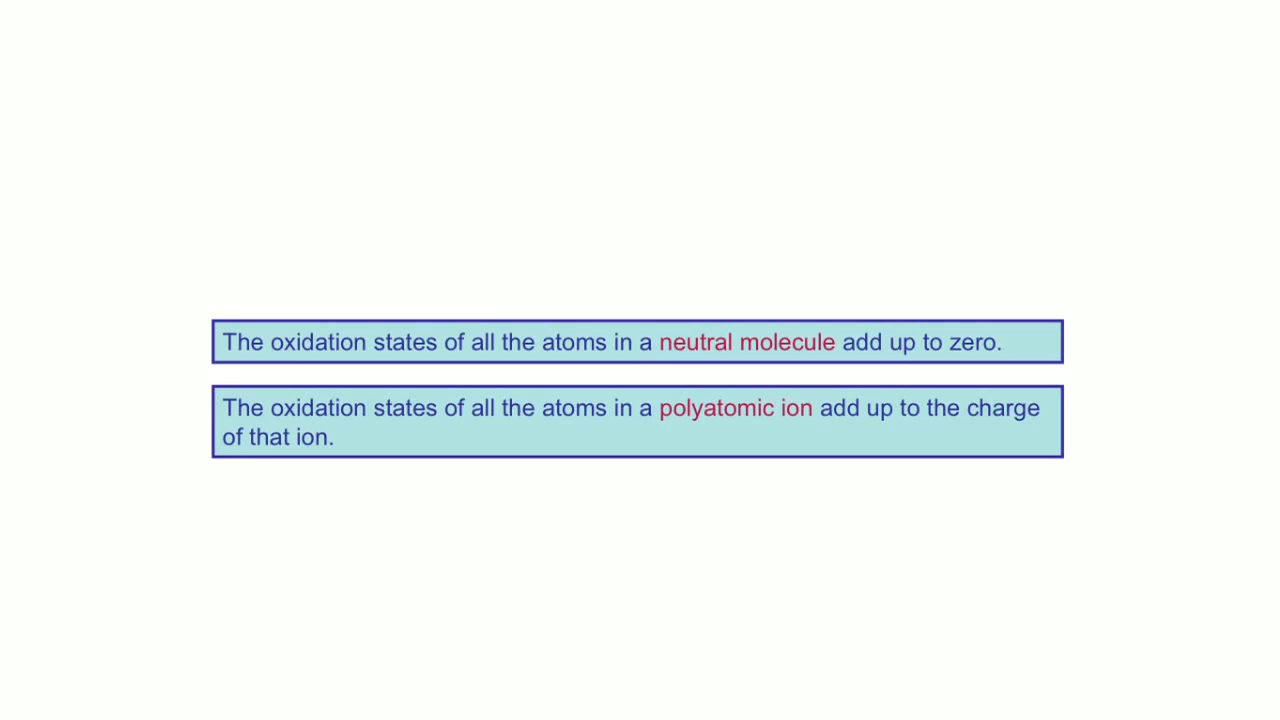 The oxidation states of all the atoms in a neutral molecule add up to zero.
The oxidation states of all the atoms in a polyatomic ion add up to the charge
of that ion.